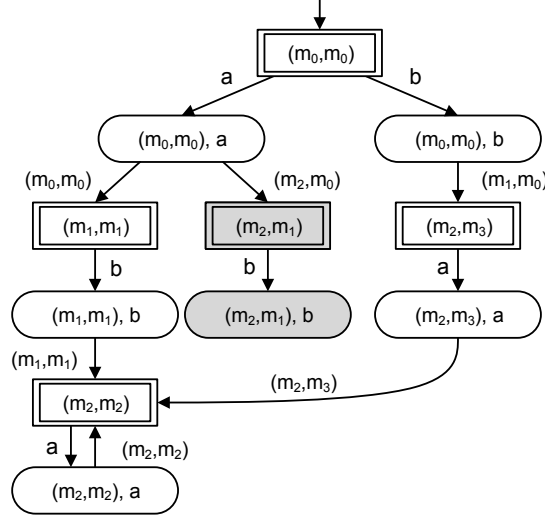 (m₀,m₀)
a
b
(m₀,m₀), a
(m₀,m₀), b
(m₀,m₀)
(m₂,m₀)
(m₁,m₀)
(m₁,m₁)
(m₂,m₁)
(m₂,m₃)
b
b
a
(m₁,m₁), b
(m₂,m₁), b
(m₂,m₃), a
(m₁,m₁)
(m₂,m₃)
(m₂,m₂)
a
(m₂,m₂)
(m₂,m₂), a